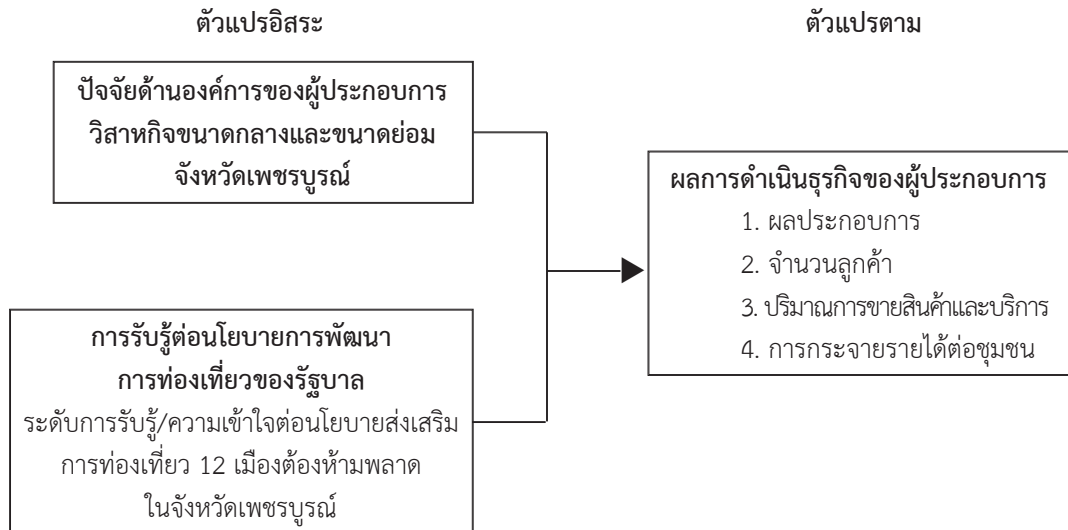 ตัวแปรอิสระ
ตัวแปรตาม
ปัจจัยด้านองค์การของผู้ประกอบการ
วิสาหกิจขนาดกลางและขนาดย่อม
จังหวัดเพชรบูรณ์
การรับรู้ต่อนโยบายการพัฒนา
การท่องเที่ยวของรัฐบาล
ระดับการรับรู้/ความเข้าใจต่อนโยบายส่งเสริม
การท่องเที่ยว 12 เมืองต้องห้ามพลาด
ในจังหวัดเพชรบูรณ์
ผลการดำเนินธุรกิจของผู้ประกอบการ
1. ผลประกอบการ
2. จำนวนลูกค้า
3. ปริมาณการขายสินค้าและบริการ
4. การกระจายรายได้ต่อชุมชน